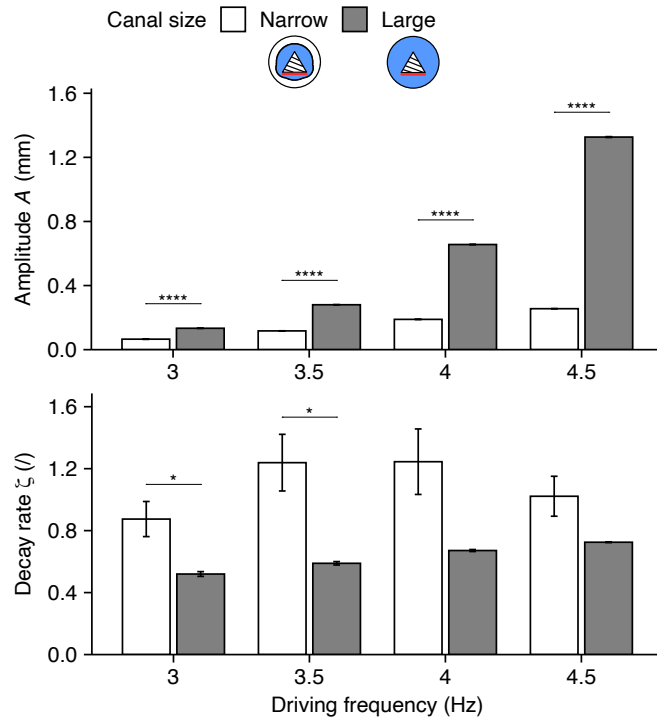 Canal size Narrow Large
Amplitude A (mm)
1.6
1.2
0.8
0.4
0.0
****
****
****
****
3 3.5 4 4.5
Decay rate ζ (/)
1.6
1.2
0.8
0.4
0.0
*
*
3 3.5 4 4.5
Driving frequency (Hz)